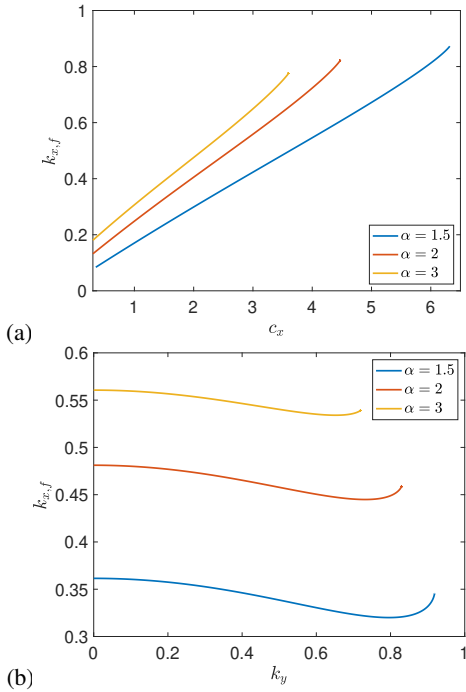 1
0.8
0.6
0.4
0.2
0
k_{x,f}
α = 1.5
α = 2
α = 3
1 2 3 4 5 6
c_x
(a)
0.6
0.55
0.5
0.45
0.4
0.35
0.3
k_{x,f}
α = 1.5
α = 2
α = 3
0 0.2 0.4 0.6 0.8 1
k_y
(b)